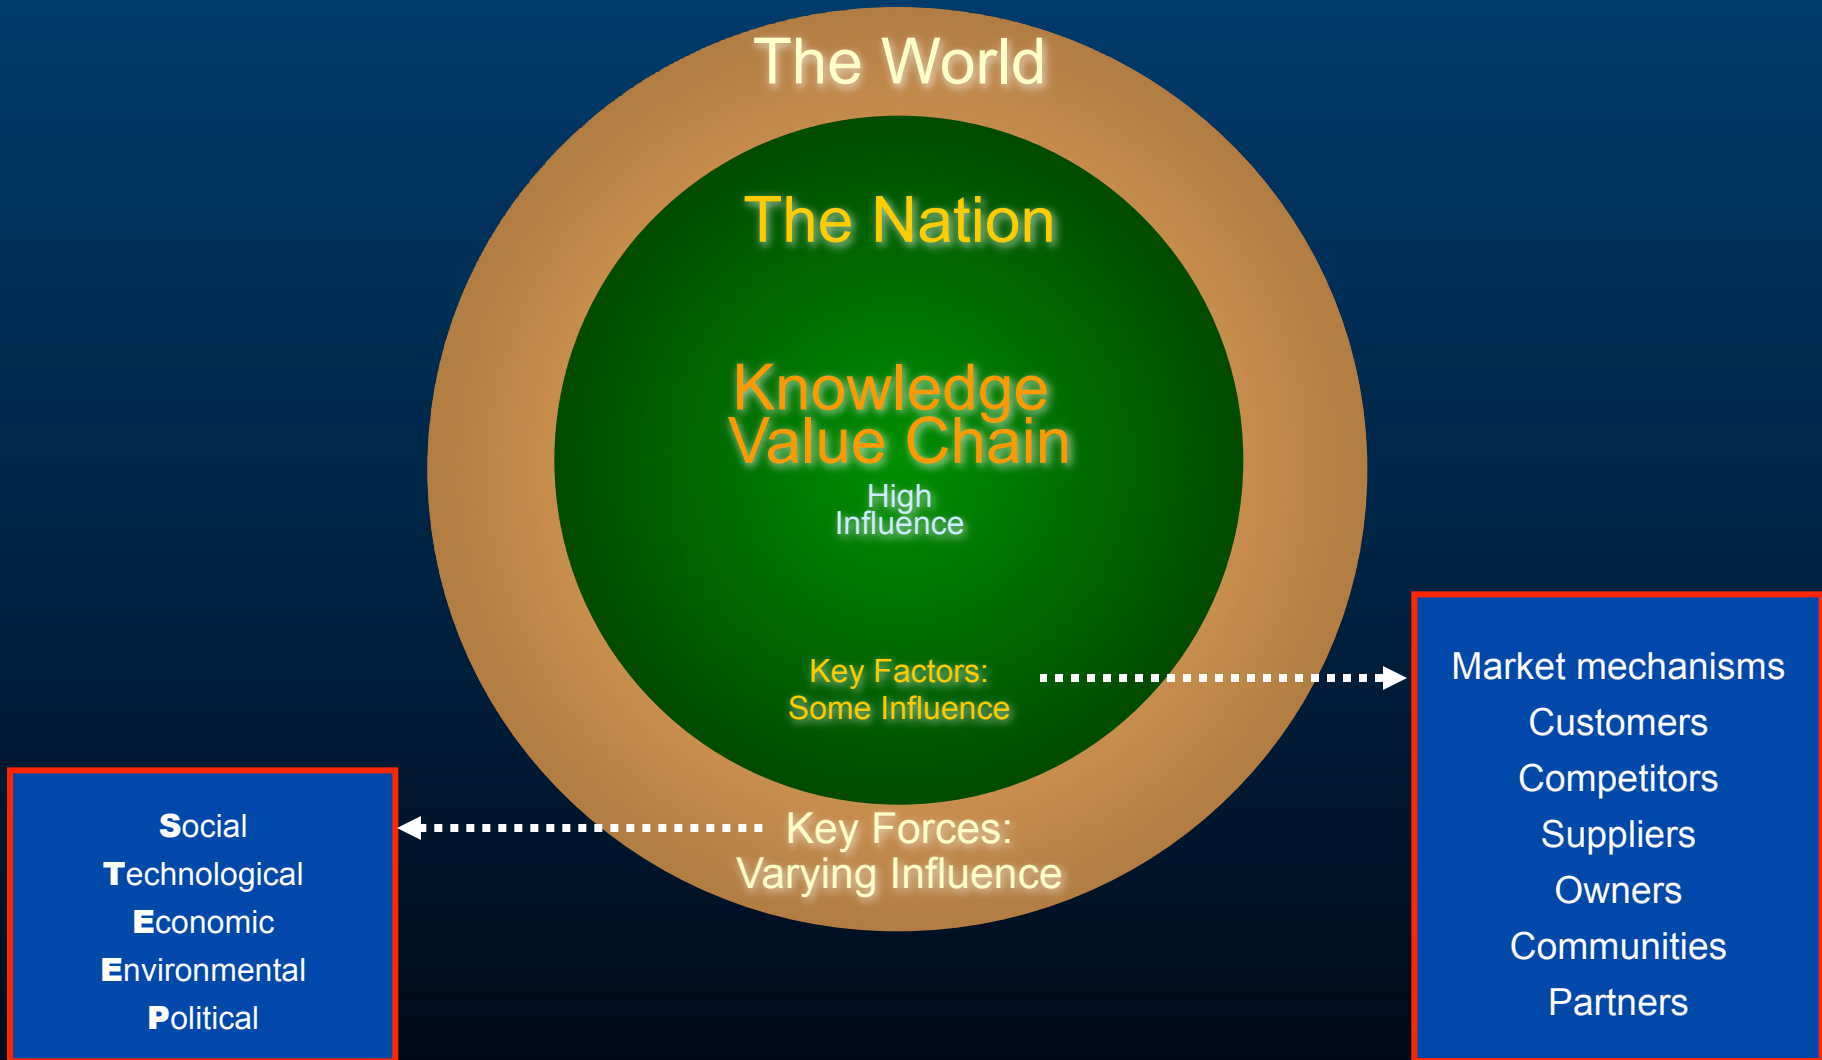 The World
The Nation
Knowledge
Value Chain
High
Influence
Key Factors:
Some Influence
Key Forces:
Varying Influence
Social
Technological
Economic
Environmental
Political
Market mechanisms
Customers
Competitors
Suppliers
Owners
Communities
Partners